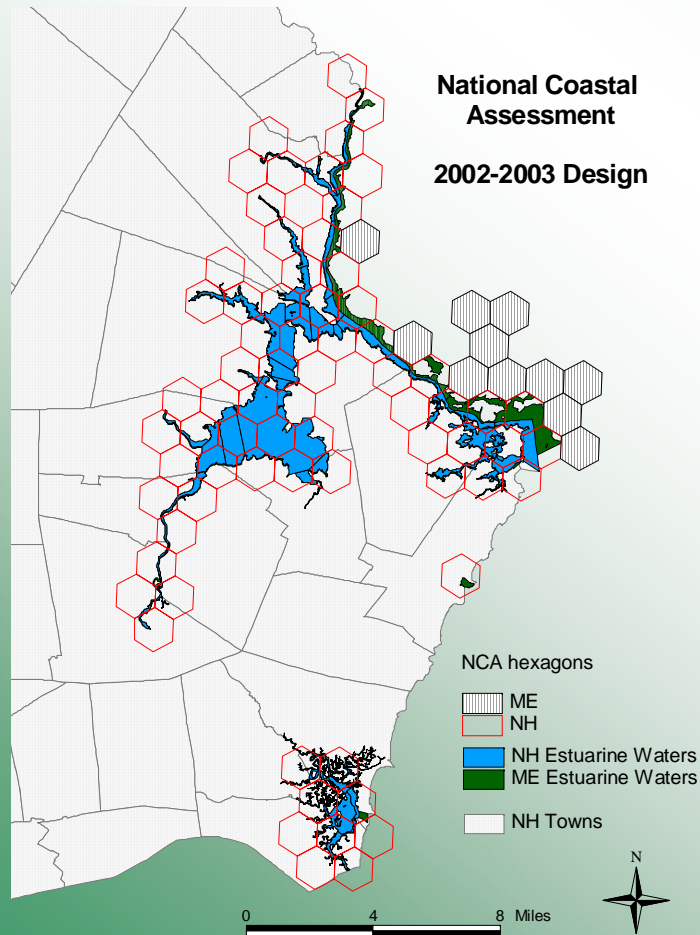 National Coastal
Assessment
2002-2003 Design
NCA hexagons
ME
NH
NH Estuarine Waters
ME Estuarine Waters
NH Towns
N
0 4 8 Miles